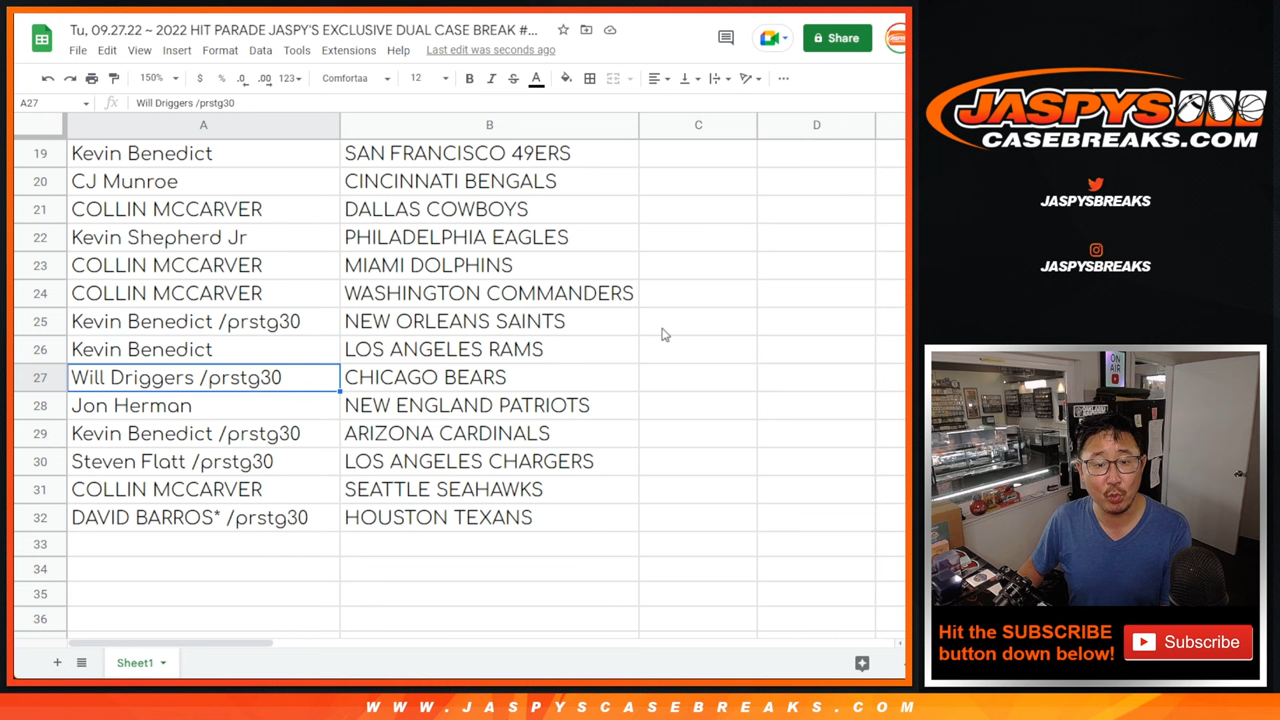 Tu, 09.27.22 ~ 2022 HIT PARADE JASPY'S EXCLUSIVE DUAL CASE BREAK #...
File Edit View Insert Format Data Tools Extensions Help Last edit was seconds ago
Share
150% $ % .0 .00 123 Comfortaa 12 B I S A
A27 fx Will Driggers /prstg30
A B C D
19 Kevin Benedict SAN FRANCISCO 49ERS
20 CJ Munroe CINCINNATI BENGALS
21 COLLIN MCCARVER DALLAS COWBOYS
22 Kevin Shepherd Jr PHILADELPHIA EAGLES
23 COLLIN MCCARVER MIAMI DOLPHINS
24 COLLIN MCCARVER WASHINGTON COMMANDERS
25 Kevin Benedict /prstg30 NEW ORLEANS SAINTS
26 Kevin Benedict LOS ANGELES RAMS
27 Will Driggers /prstg30 CHICAGO BEARS
28 Jon Herman NEW ENGLAND PATRIOTS
29 Kevin Benedict /prstg30 ARIZONA CARDINALS
30 Steven Flatt /prstg30 LOS ANGELES CHARGERS
31 COLLIN MCCARVER SEATTLE SEAHAWKS
32 DAVID BARROS* /prstg30 HOUSTON TEXANS
33
34
35
36
Sheet1
JASPYS
CASEBREAKS.COM
JASPYSBREAKS
JASPYSBREAKS
ON
AIR
Hit the SUBSCRIBE
button down below!
Subscribe
WWW.JASPYSCASEBREAKS.COM